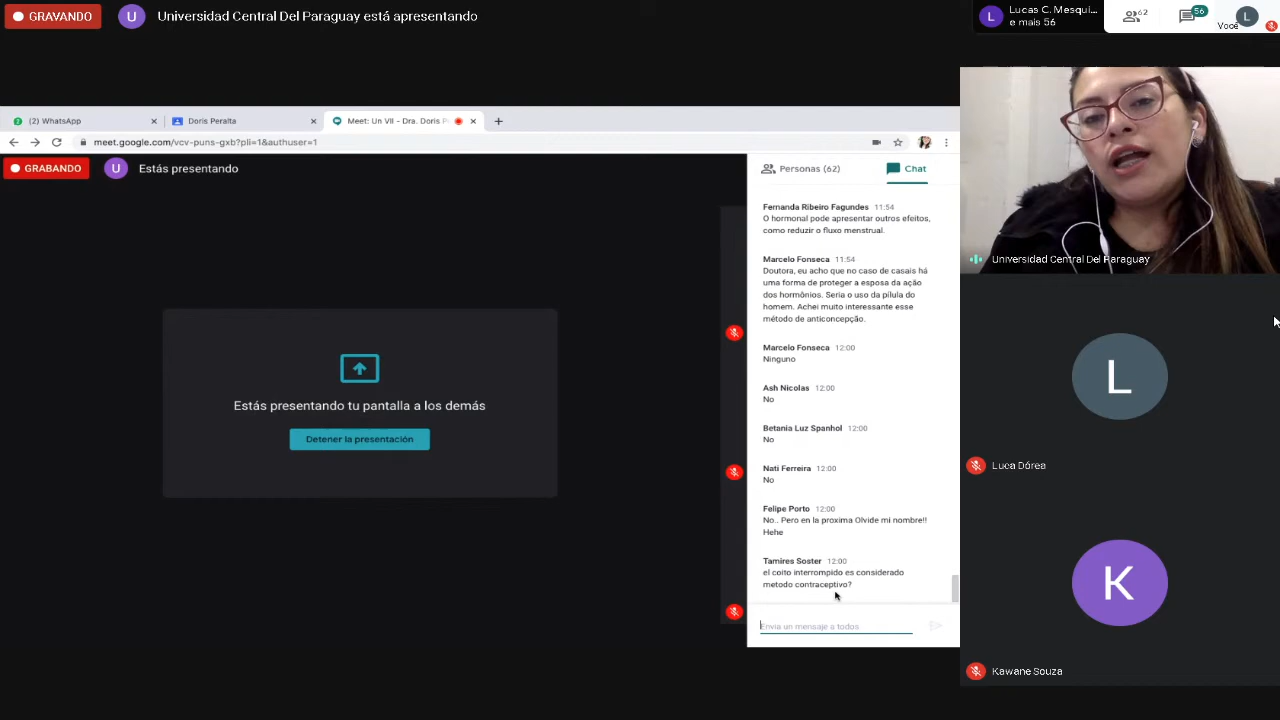 GRAVANDO
U
Universidad Central Del Paraguay está apresentando
L
Lucas C. Mesqui...
e mais 56
62
56
L
Você
2
(2) WhatsApp
Doris Peralta
Meet: Un VII - Dra. Doris P
meet.google.com/vcv-puns-gxb?pli=1&authuser=1
GRABANDO
U
Estás presentando
Personas (62)
Chat
Fernanda Ribeiro Fagundes 11:54
O hormonal pode apresentar outros efeitos,
como reduzir o fluxo menstrual.
Marcelo Fonseca 11:54
Doutora, eu acho que no caso de casais há
uma forma de proteger a esposa da ação
dos hormônios. Seria o uso da pílula do
homem. Achei muito interessante esse
método de anticoncepção.
Marcelo Fonseca 12:00
Ninguno
Ash Nicolas 12:00
No
Betania Luz Spanhol 12:00
No
Nati Ferreira 12:00
No
Felipe Porto 12:00
No.. Pero en la proxima Olvide mi nombre!!
Hehe
Tamires Soster 12:00
el coito interrompido es considerado
metodo contraceptivo?
Envía un mensaje a todos
Estás presentando tu pantalla a los demás
Detener la presentación
Universidad Central Del Paraguay
L
Luca Dórea
K
Kawane Souza